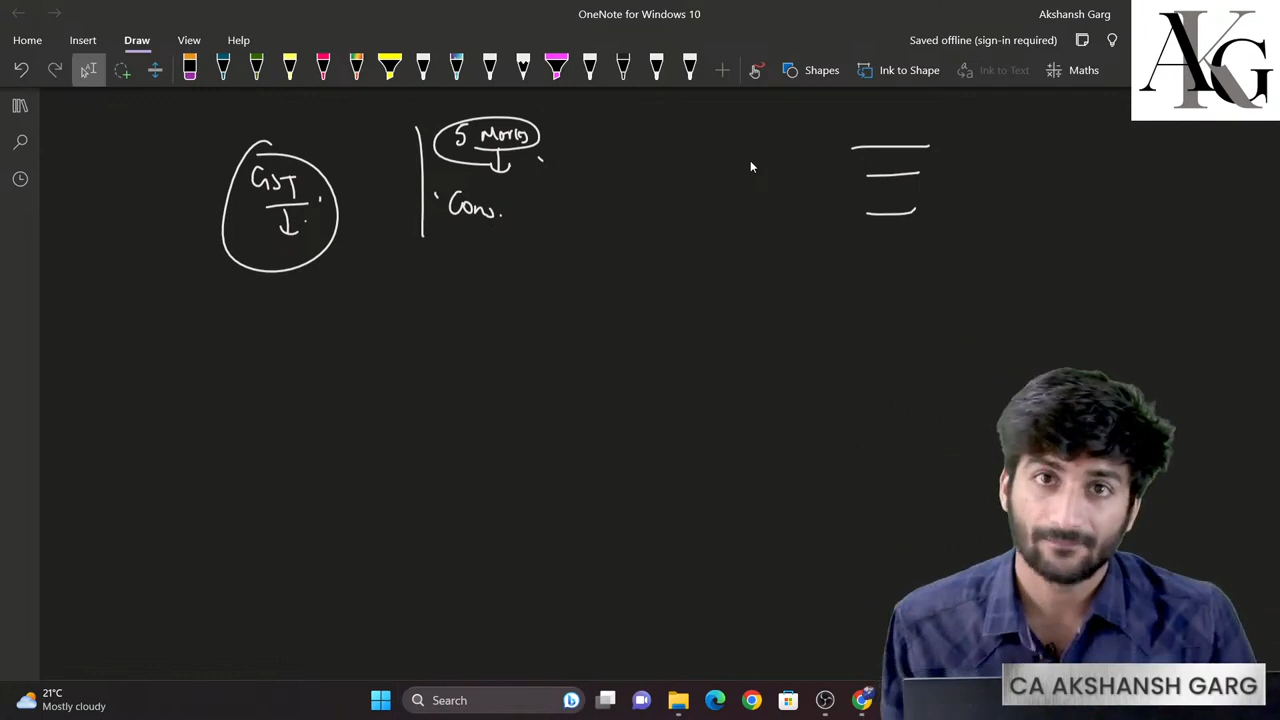 OneNote for Windows 10
Akshansh Garg
Home Insert Draw View Help
Saved offline (sign-in required)
Shapes
Ink to Shape
Ink to Text
Maths
AKG
5 Marks
GST
Cons.
CA AKSHANSH GARG
21°C
Mostly cloudy
Search